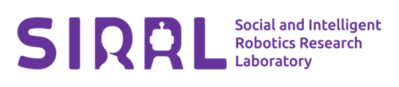 SIRRL
Social and Intelligent
Robotics Research
Laboratory